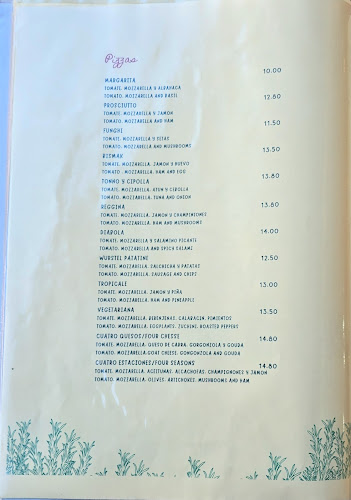 Pizzas
10.00
MARGARITA
TOMATE, MOZZARELLA Y ALBAHACA
TOMATO, MOZZARELLA AND BASIL
12.80
PROSCIUTTO
TOMATE, MOZZARELLA Y JAMON
TOMATO, MOZZARELLA AND HAM
11.50
FUNGHI
TOMATE, MOZZARELLA Y SETAS
TOMATO, MOZZARELLA AND MUSHROOMS
13.50
BISMAK
TOMATE, MOZZARELLA, JAMON Y HUEVO
TOMATO, MOZZARELLA, HAM AND EGG
13.80
TONNO Y CIPOLLA
TOMATE, MOZZARELLA, ATUN Y CEBOLLA
TOMATO, MOZZARELLA, TUNA AND ONION
13.80
REGGINA
TOMATE, MOZZARELLA, JAMON Y CHAMPINONES
TOMATO, MOZZARELLA, HAM AND MUSHROOMS
14.00
DIABOLA
TOMATE, MOZZARELLA Y SALAMINO PICANTE
TOMATO, MOZZARELLA AND SPICY SALAMI
12.50
WURSTEL PATATINE
TOMATE, MOZZARELLA, SALCHICHA Y PATATAS
TOMATO, MOZZARELLA, SAUSAGE AND CHIPS
13.00
TROPICALE
TOMATE, MOZZARELLA, JAMON Y PIÑA
TOMATO, MOZZARELLA, HAM AND PINEAPPLE
13.50
VEGETARIANA
TOMATE, MOZZARELLA, BERENJENAS, CALABACIN, PIMIENTOS
TOMATO, MOZZARELLA, EGGPLANTS, ZUCHINI, ROASTED PEPPERS
14.80
CUATRO QUESOS/FOUR CHESSE
TOMATE, MOZZARELLA, QUESO DE CABRA, GORGONZOLA Y GOUDA
TOMATO, MOZZARELLA GOAT CHEESE, GONGONZOLA AND GOUDA
14.80
CUATRO ESTACIONES/FOUR SEASONS
TOMATE, MOZZARELLA, ACEITUNAS, ALCACHOFAS, CHAMPIGNONES Y JAMON
TOMATO, MOZZARELLA, OLIVES, ARTICHOKES, MUSHROOMS AND HAM